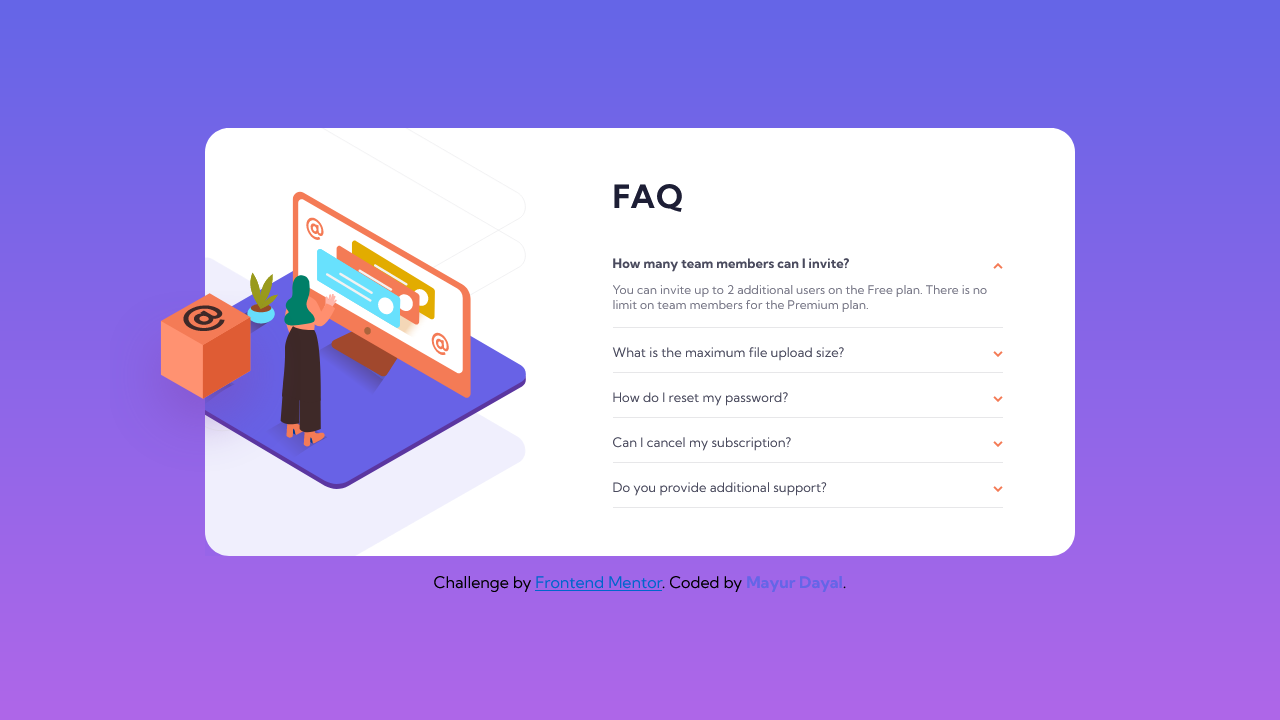 FAQ
How many team members can I invite?
You can invite up to 2 additional users on the Free plan. There is no
limit on team members for the Premium plan.
What is the maximum file upload size?
How do I reset my password?
Can I cancel my subscription?
Do you provide additional support?
@
@
@
Challenge by Frontend Mentor. Coded by Mayur Dayal.